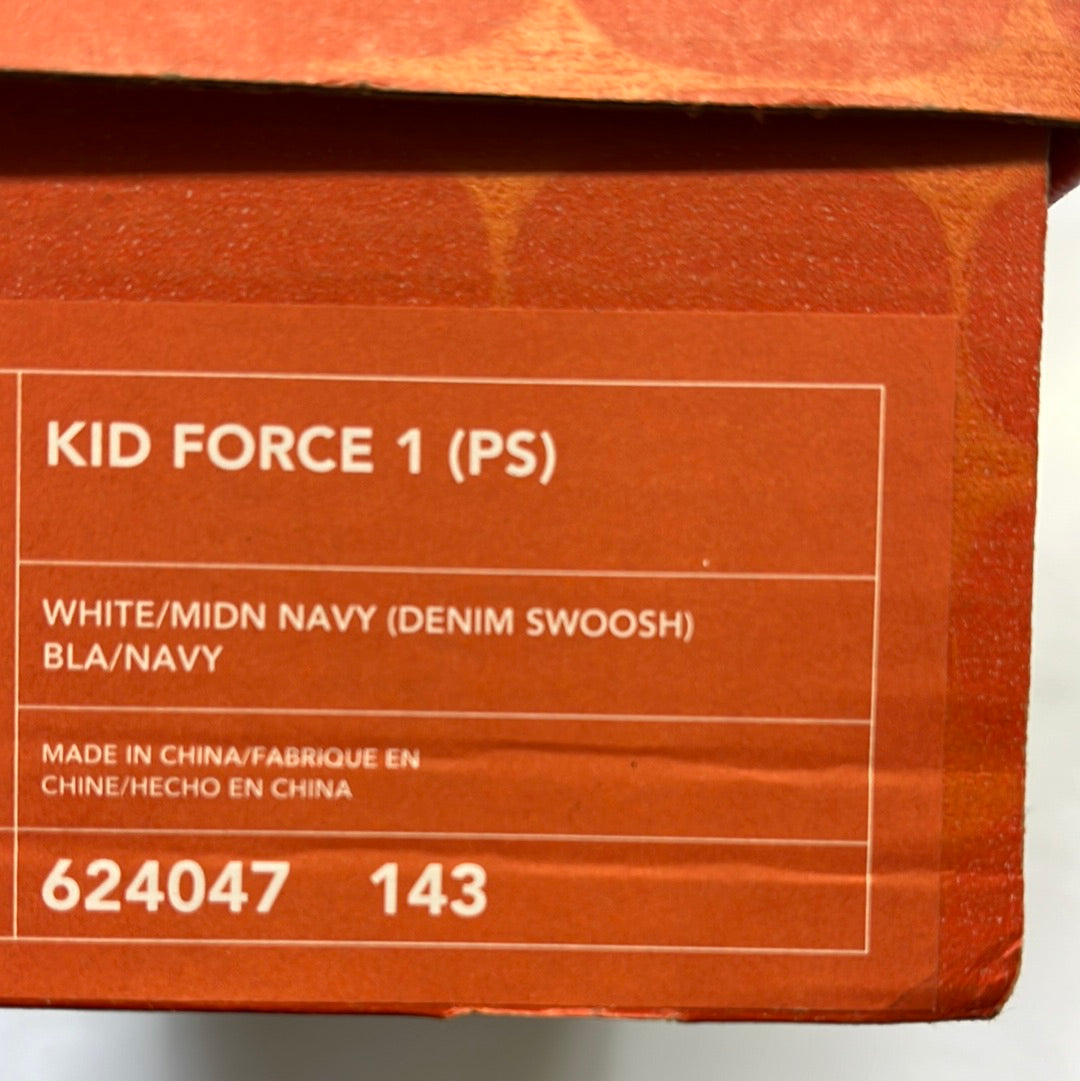 KID FORCE 1 (PS)
WHITE/MIDN NAVY (DENIM SWOOSH)
BLA/NAVY
MADE IN CHINA/FABRIQUE EN
CHINE/HECHO EN CHINA
624047 143